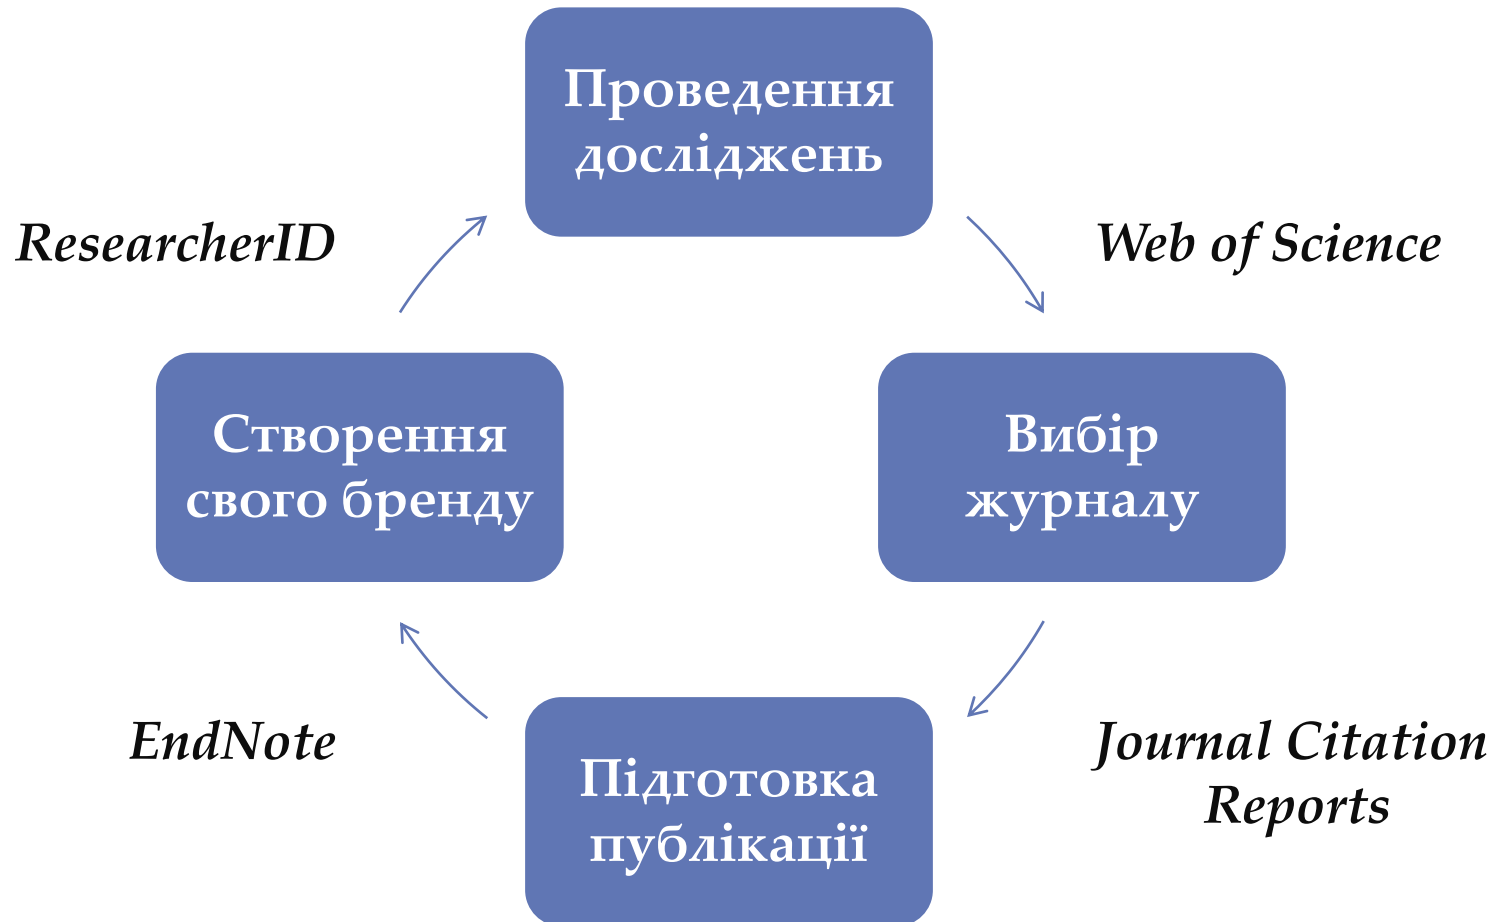 Проведення
досліджень
ResearcherID
Web of Science
Створення
свого бренду
Вибір
журналу
EndNote
Journal Citation
Reports
Підготовка
публікації